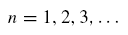 n = 1, 2, 3, . . .